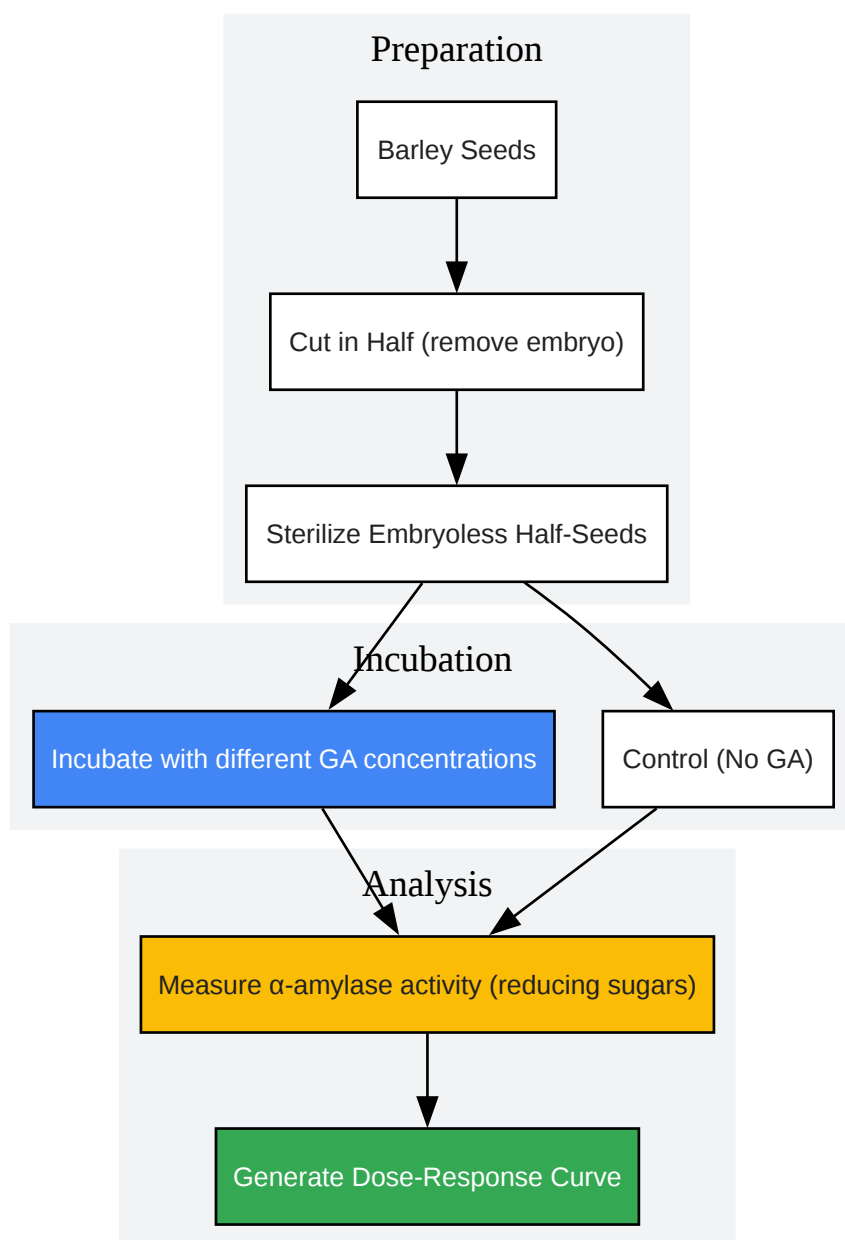 Preparation
Barley Seeds
Cut in Half (remove embryo)
Sterilize Embryoless Half-Seeds
Incubation
Incubate with different GA concentrations
Control (No GA)
Analysis
Measure α-amylase activity (reducing sugars)
Generate Dose-Response Curve